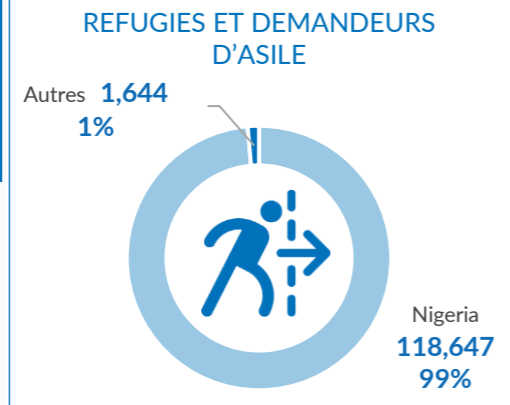 REFUGIES ET DEMANDEURS
D'ASILE
Autres 1,644
1%
Nigeria
118,647
99%